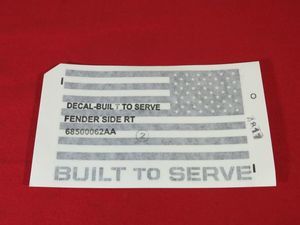 DECAL-BUILT TO SERVE
FENDER SIDE RT
68500062AA
2
BUILT TO SERVE